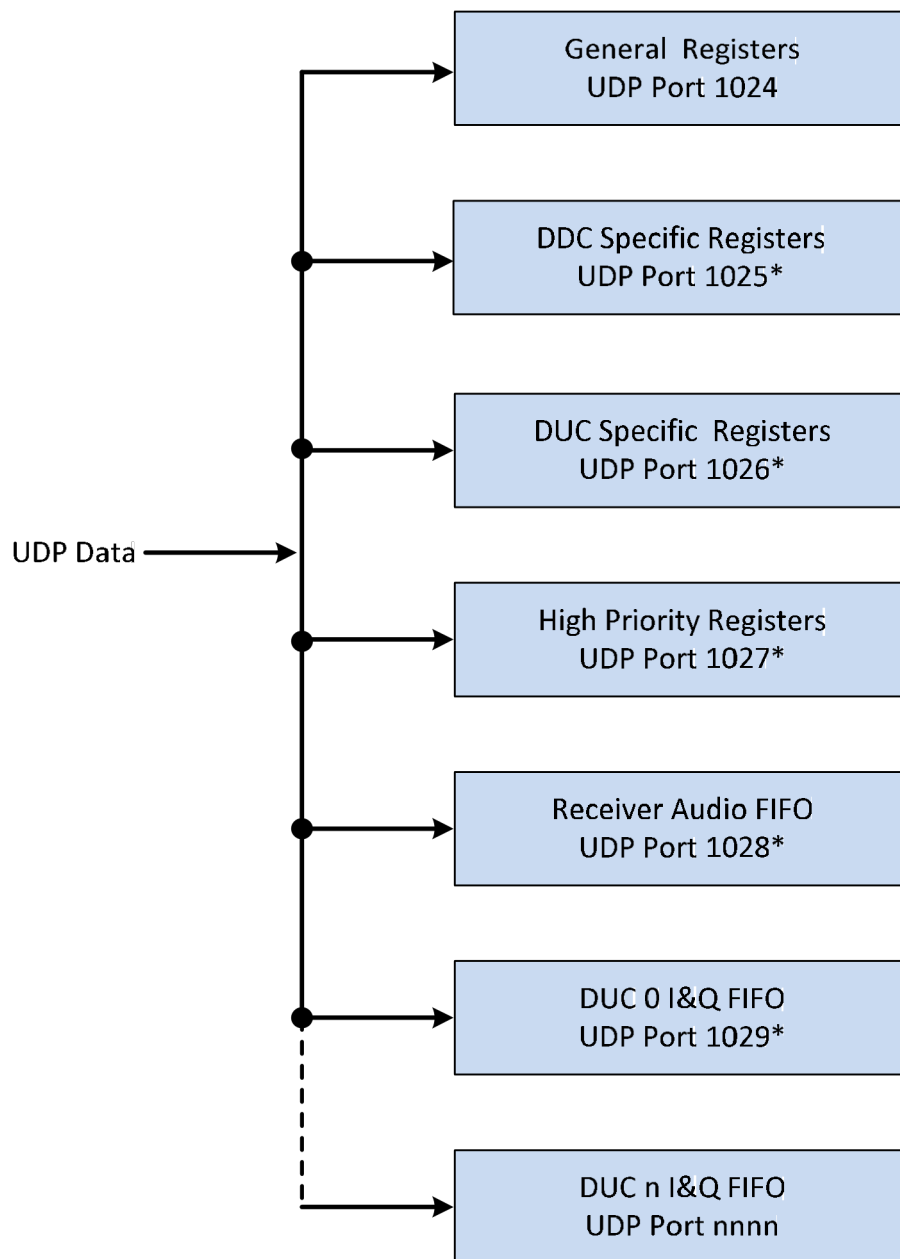 General Registers
UDP Port 1024
DDC Specific Registers
UDP Port 1025*
DUC Specific Registers
UDP Port 1026*
UDP Data
High Priority Registers
UDP Port 1027*
Receiver Audio FIFO
UDP Port 1028*
DUC 0 I&Q FIFO
UDP Port 1029*
DUC n I&Q FIFO
UDP Port nnnn